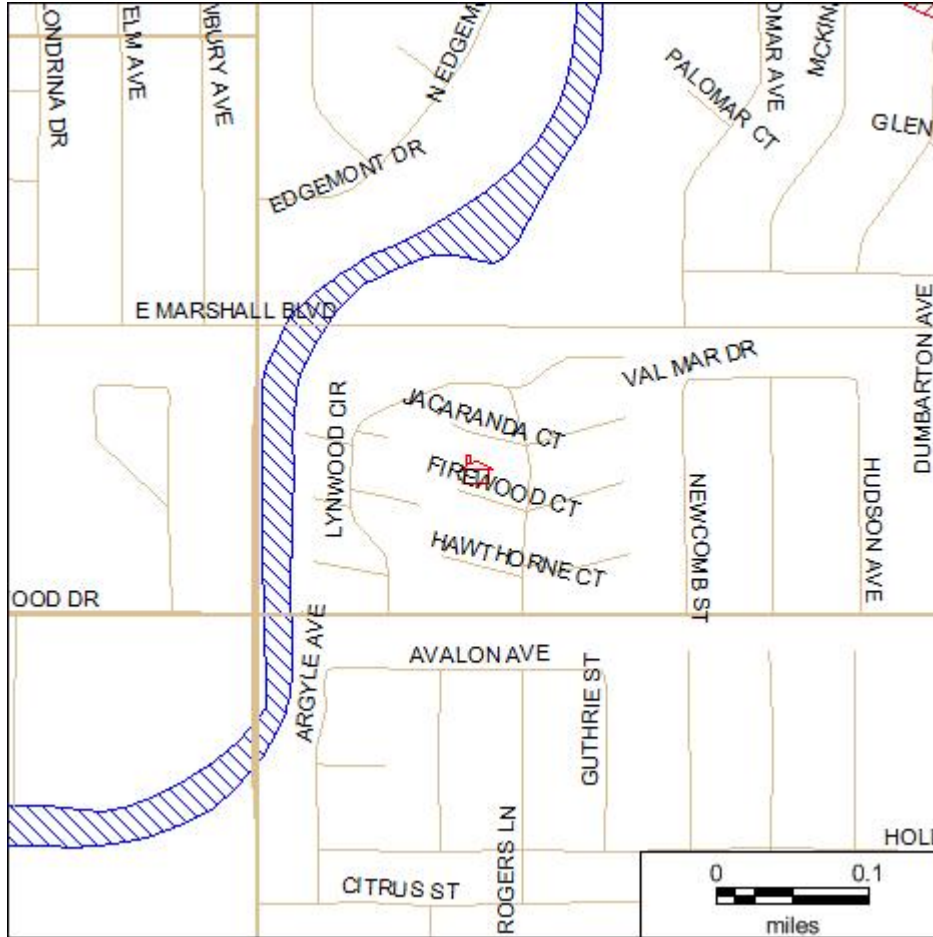 LONDRINA DR
ELM AVE
WBURY AVE
N EDGEM
OMAR AVE
MCKIN
PALOMAR CT
GLEN
EDGEMONT DR
E MARSHALL BLVD
DUMBARTON AVE
VAL MAR DR
JACARANDA CT
LYNWOOD CIR
FIREWOOD CT
NEWCOMB ST
HUDSON AVE
HAWTHORNE CT
OOD DR
ARGYLE AVE
AVALON AVE
GUTHRIE ST
ROGERS LN
CITRUS ST
HOL
0 0.1
miles